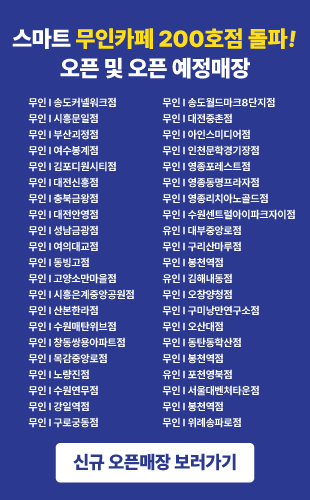 스마트 무인카페 200호점 돌파!
오픈 및 오픈 예정매장
무인 I 송도커넬워크점
무인 I 시흥문일점
무인 I 부산괴정점
무인 I 여수봉계점
무인 I 김포디원시티점
무인 I 대전신흥점
무인 I 충북금왕점
무인 I 대전안영점
무인 I 성남금광점
무인 I 여의대교점
무인 I 동빙고점
무인 I 고양소만마을점
무인 I 시흥은계중앙공원점
무인 I 산본한라점
무인 I 수원매탄위브점
무인 I 창동쌍용아파트점
무인 I 목감중앙로점
무인 I 노량진점
무인 I 수원연무점
무인 I 강일역점
무인 I 구로궁동점
무인 I 송도월드마크8단지점
무인 I 대전중촌점
무인 I 아인스미디어점
무인 I 인천문학경기장점
무인 I 영종포레스트점
무인 I 영종동명프라자점
무인 I 영종리치아노골드점
무인 I 수원센트럴아이파크자이점
유인 I 대부중앙로점
무인 I 구리산마루점
무인 I 봉천역점
유인 I 김해내동점
무인 I 오창양청점
무인 I 구미낭만연구소점
무인 I 오산대점
무인 I 동탄동학산점
무인 I 봉천역점
유인 I 포천영북점
무인 I 서울대벤처타운점
무인 I 봉천역점
무인 I 위례송파로점
신규 오픈매장 보러가기